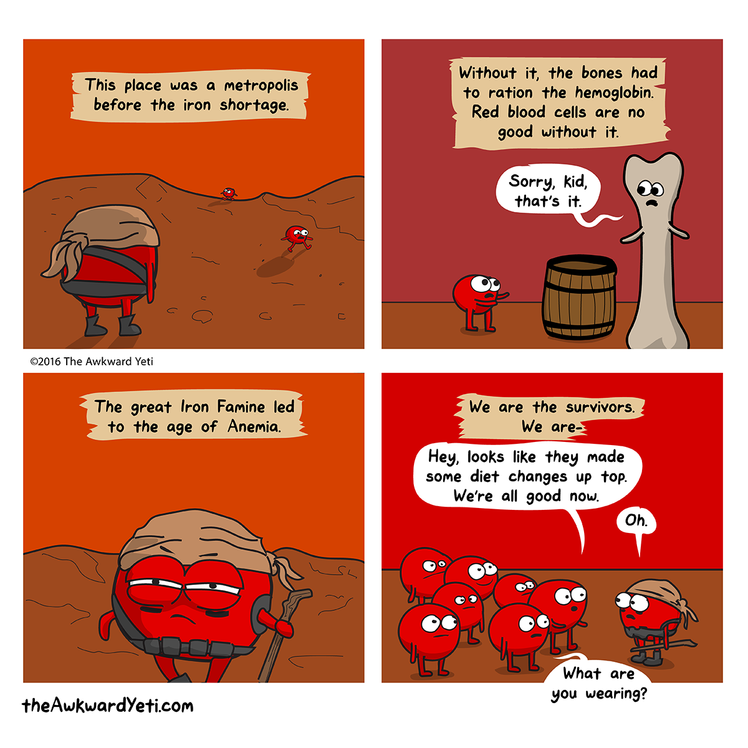 This place was a metropolis
before the iron shortage.
Without it, the bones had
to ration the hemoglobin.
Red blood cells are no
good without it.
Sorry, kid,
that's it.
©2016 The Awkward Yeti
The great Iron Famine led
to the age of Anemia.
We are the survivors.
We are-
Hey, looks like they made
some diet changes up top.
We're all good now.
Oh.
What are
you wearing?
theAwkwardYeti.com